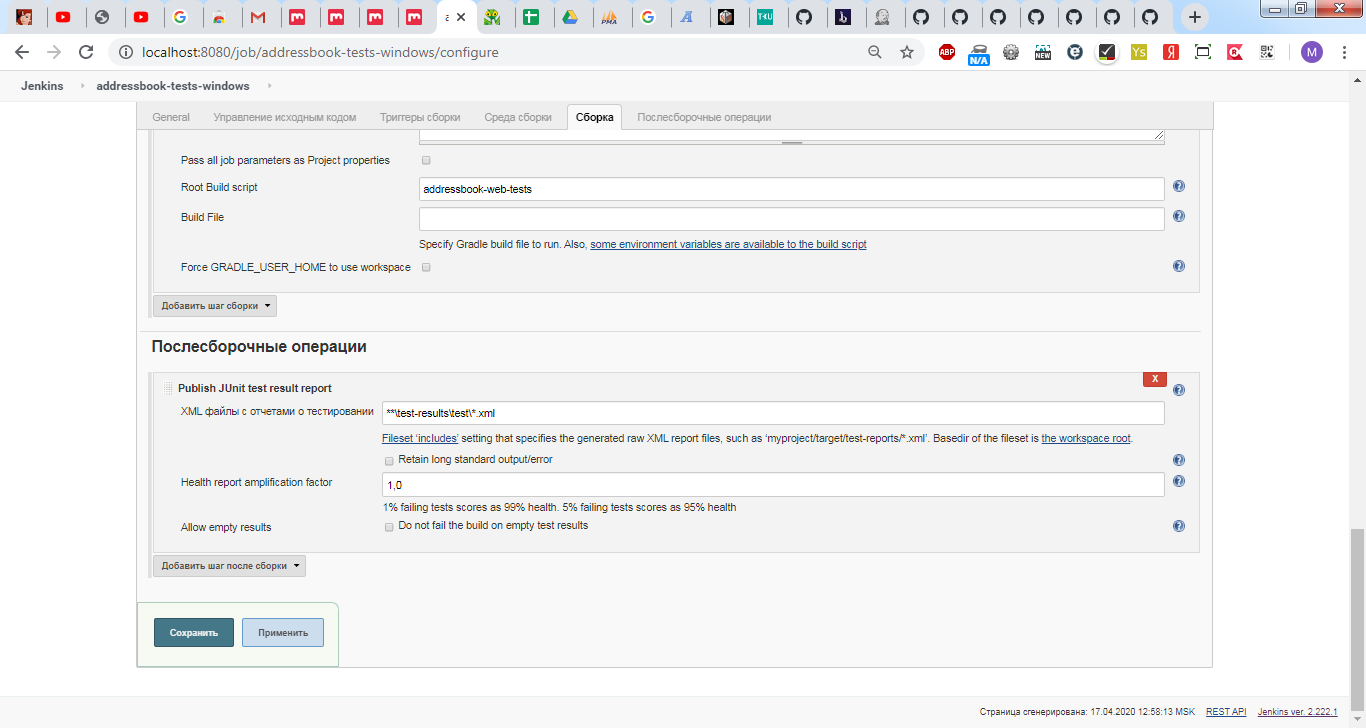 localhost:8080/job/addressbook-tests-windows/configure
ABP
N/A
NEW
Ys
Я
M
Jenkins
addressbook-tests-windows
General
Управление исходным кодом
Триггеры сборки
Среда сборки
Сборка
Послесборочные операции
Pass all job parameters as Project properties
Root Build script
addressbook-web-tests
Build File
Specify Gradle build file to run. Also, some environment variables are available to the build script
Force GRADLE_USER_HOME to use workspace
Добавить шаг сборки
Послесборочные операции
X
Publish JUnit test result report
XML файлы с отчетами о тестировании
**\test-results\test\*.xml
Fileset ‘includes’ setting that specifies the generated raw XML report files, such as ‘myproject/target/test-reports/*.xml’. Basedir of the fileset is the workspace root.
Retain long standard output/error
Health report amplification factor
1,0
1% failing tests scores as 99% health. 5% failing tests scores as 95% health
Allow empty results
Do not fail the build on empty test results
Добавить шаг после сборки
Сохранить
Применить
Страница сгенерирована: 17.04.2020 12:58:13 MSK
REST API
Jenkins ver. 2.222.1